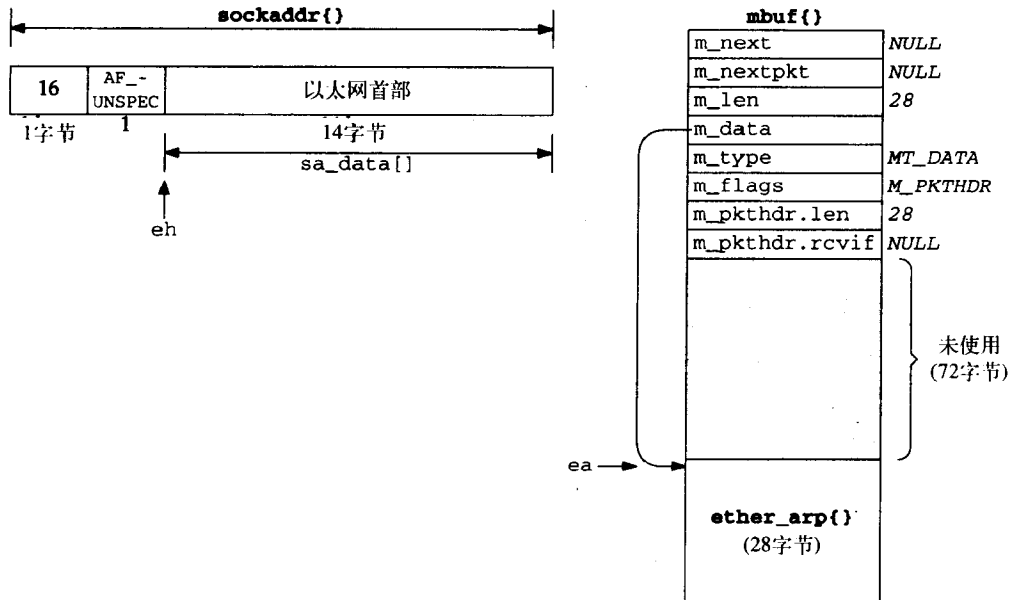 sockaddr{}
16
AF_-
UNSPEC
以太网首部
1字节
1
14字节
sa_data[]
eh
mbuf{}
m_next NULL
m_nextpkt NULL
m_len 28
m_data
m_type MT_DATA
m_flags M_PKTHDR
m_pkthdr.len 28
m_pkthdr.rcvif NULL
未使用
(72字节)
ea
ether_arp{}
(28字节)